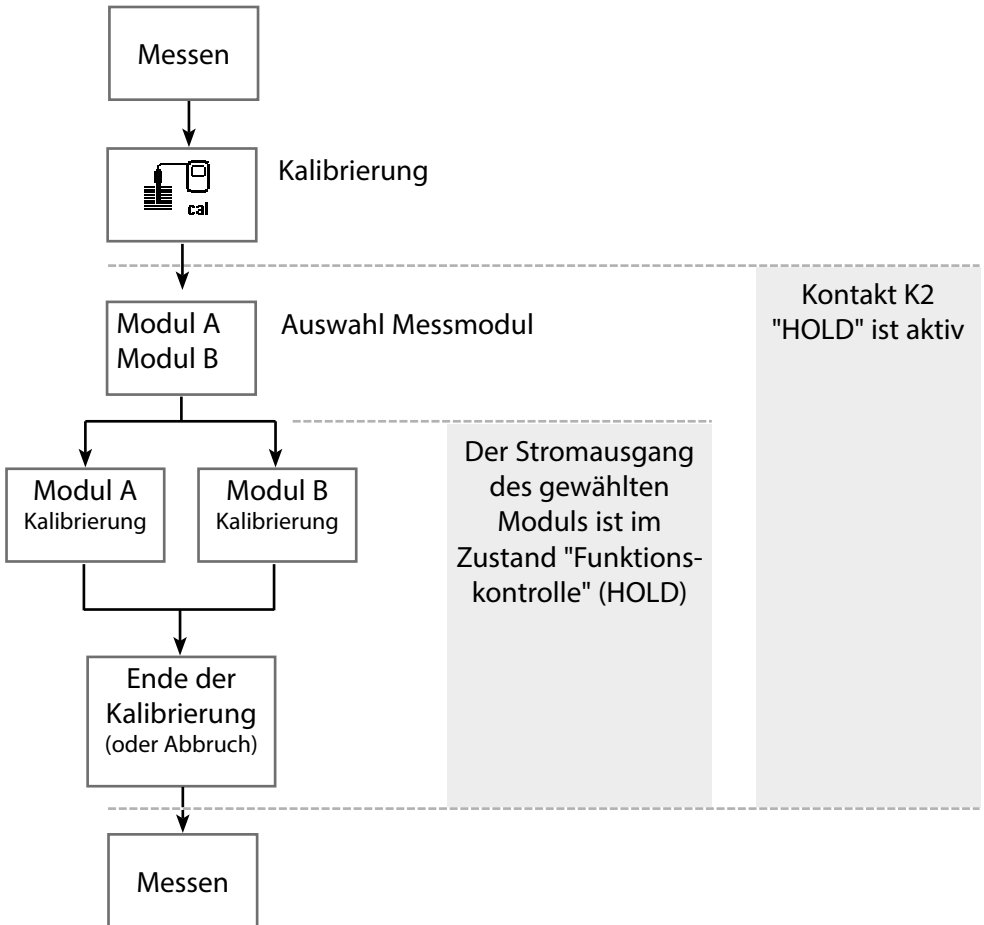 Messen
cal
Kalibrierung
Modul A
Modul B
Auswahl Messmodul
Kontakt K2
"HOLD" ist aktiv
Modul A
Kalibrierung
Modul B
Kalibrierung
Der Stromausgang
des gewählten
Moduls ist im
Zustand "Funktions-
kontrolle" (HOLD)
Ende der
Kalibrierung
(oder Abbruch)
Messen